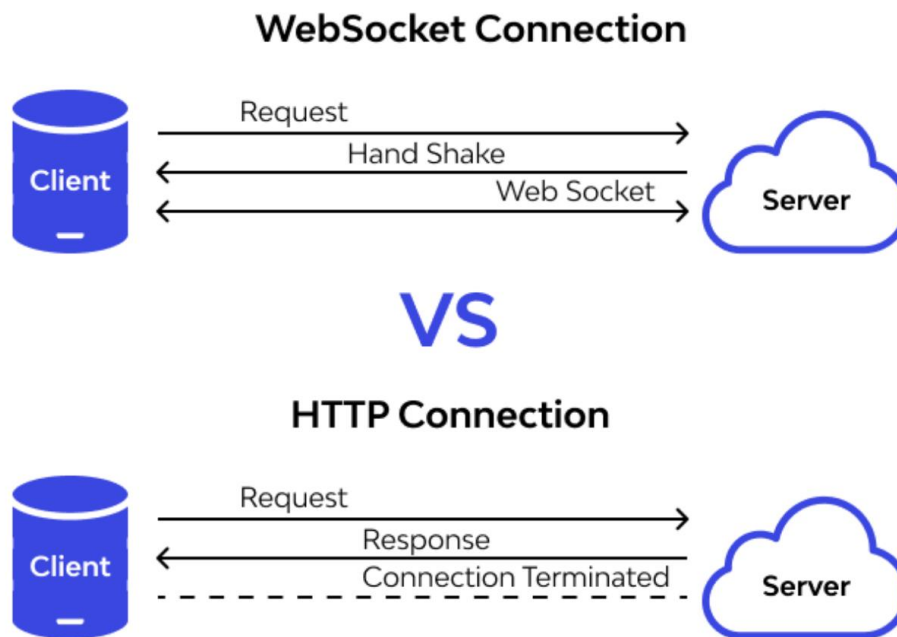 WebSocket Connection
Request
Hand Shake
Client
Web Socket
Server
VS
HTTP Connection
Request
Response
Client
Connection Terminated
Server